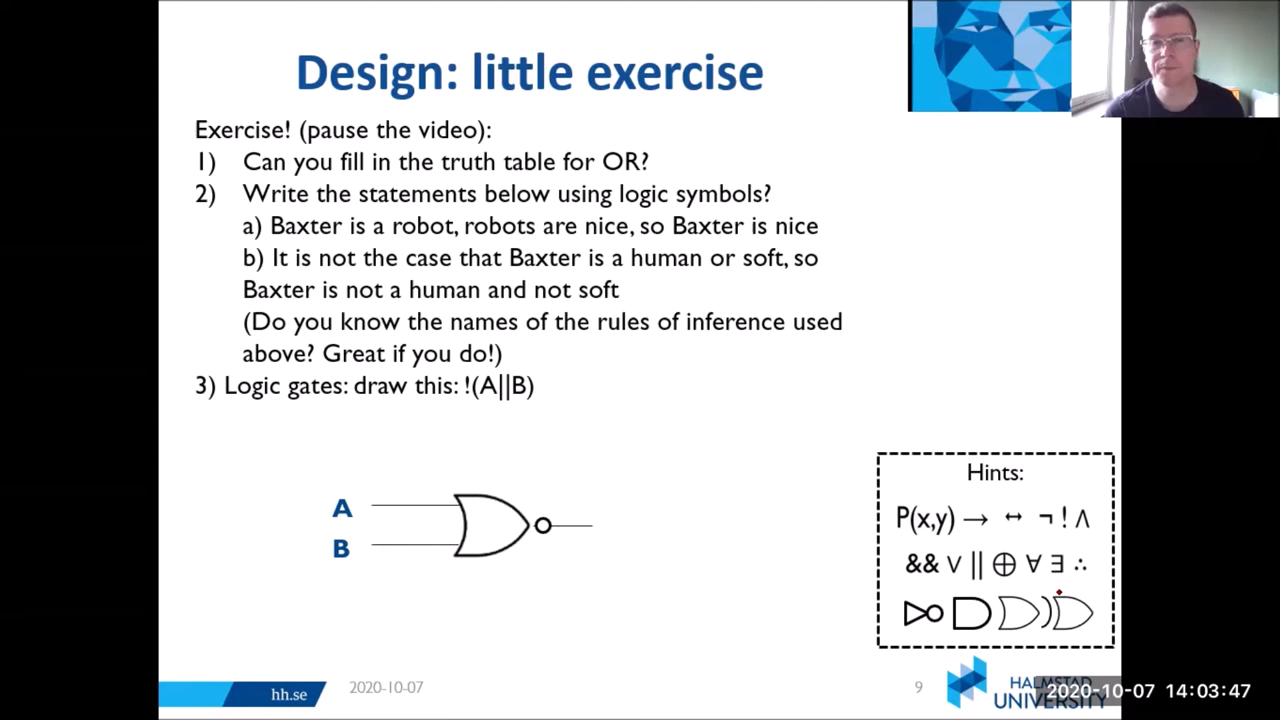 Design: little exercise
Exercise! (pause the video):
1) Can you fill in the truth table for OR?
2) Write the statements below using logic symbols?
a) Baxter is a robot, robots are nice, so Baxter is nice
b) It is not the case that Baxter is a human or soft, so
Baxter is not a human and not soft
(Do you know the names of the rules of inference used
above? Great if you do!)
3) Logic gates: draw this: !(A||B)
A
B
Hints:
P(x,y) → ↔ ¬ ! ∧
&& ∨ || ⊕ ∀ ∃ ∴
hh.se
2020-10-07
9
HALMSTAD
UNIVERSITY
2020-10-07 14:03:47